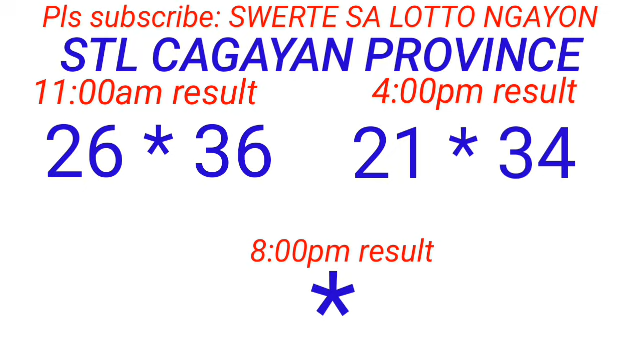 Pls subscribe: SWERTE SA LOTTO NGAYON
STL CAGAYAN PROVINCE
11:00am result 4:00pm result
26 * 36 21 * 34
8:00pm result
*